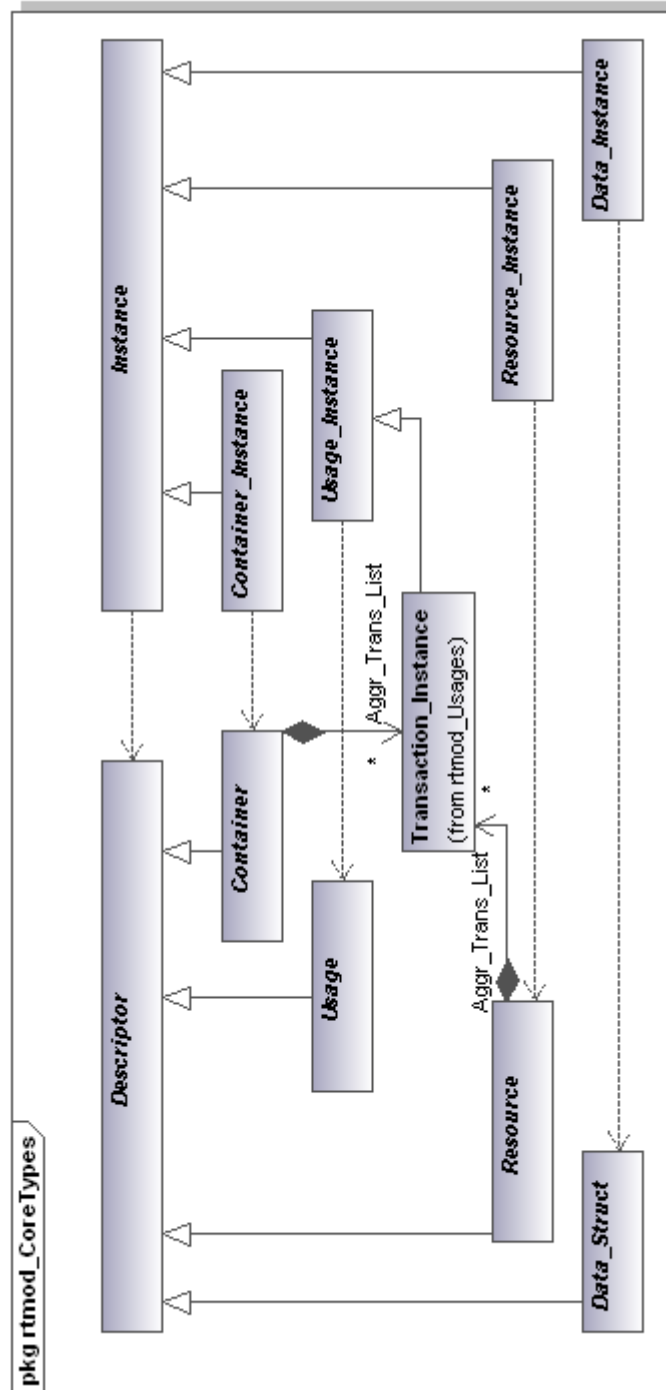 pkg rtmod_CoreTypes
Descriptor
Instance
Container
Container_Instance
Usage
Usage_Instance
Aggr_Trans_List
*
Transaction_Instance
(from rtmod_Usages)
*
Aggr_Trans_List
Resource
Resource_Instance
Data_Struct
Data_Instance